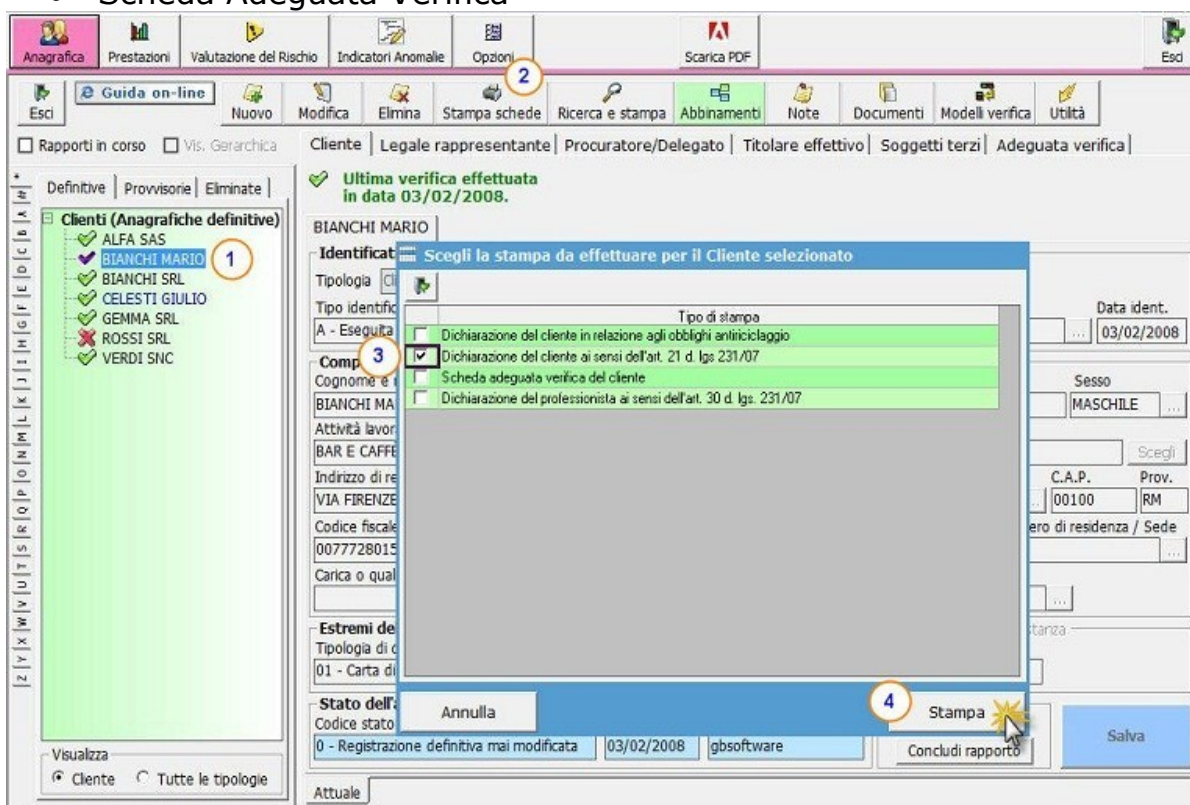 • Scheda Adeguata Verifica
Anagrafica Prestazioni Valutazione del Rischio Indicatori Anomalie Opzioni Scarica PDF Esci
2
Esci Guida on-line Nuovo Modifica Elimina Stampa schede Ricerca e stampa Abbinamenti Note Documenti Modelli verifica Utilità
Rapporti in corso Vis. Gerarchica
Cliente Legale rappresentante Procuratore/Delegato Titolare effettivo Soggetti terzi Adeguata verifica
* # A B C D E F G H I J K L M N O P Q R S T U V W X Y Z
Definitive Provvisorie Eliminate
Clienti (Anagrafiche definitive)
ALFA SAS
BIANCHI MARIO 1
BIANCHI SRL
CELESTI GIULIO
GEMMA SRL
ROSSI SRL
VERDI SNC
Visualizza
Cliente Tutte le tipologie
Ultima verifica effettuata
in data 03/02/2008.
BIANCHI MARIO
Identificat
Tipologia
Tipo identific Data ident.
A - Eseguita ... 03/02/2008
Comp
Cognome e Sesso
BIANCHI MA MASCHILE ...
Attività lavor
BAR E CAFFE Scegli
Indirizzo di re C.A.P. Prov.
VIA FIRENZE 00100 RM
Codice fiscale ero di residenza / Sede
0077728015 ...
Carica o qual
...
Estremi de tanza
Tipologia di d
01 - Carta di
Stato dell'a
Codice stato
0 - Registrazione definitiva mai modificata 03/02/2008 gbsoftware
Concludi rapporto
Salva
Attuale
Scegli la stampa da effettuare per il Cliente selezionato
Tipo di stampa
Dichiarazione del cliente in relazione agli obblighi antiriciclaggio
3 Dichiarazione del cliente ai sensi dell'art. 21 d. lgs 231/07
Scheda adeguata verifica del cliente
Dichiarazione del professionista ai sensi dell'art. 30 d. lgs. 231/07
Annulla
4
Stampa